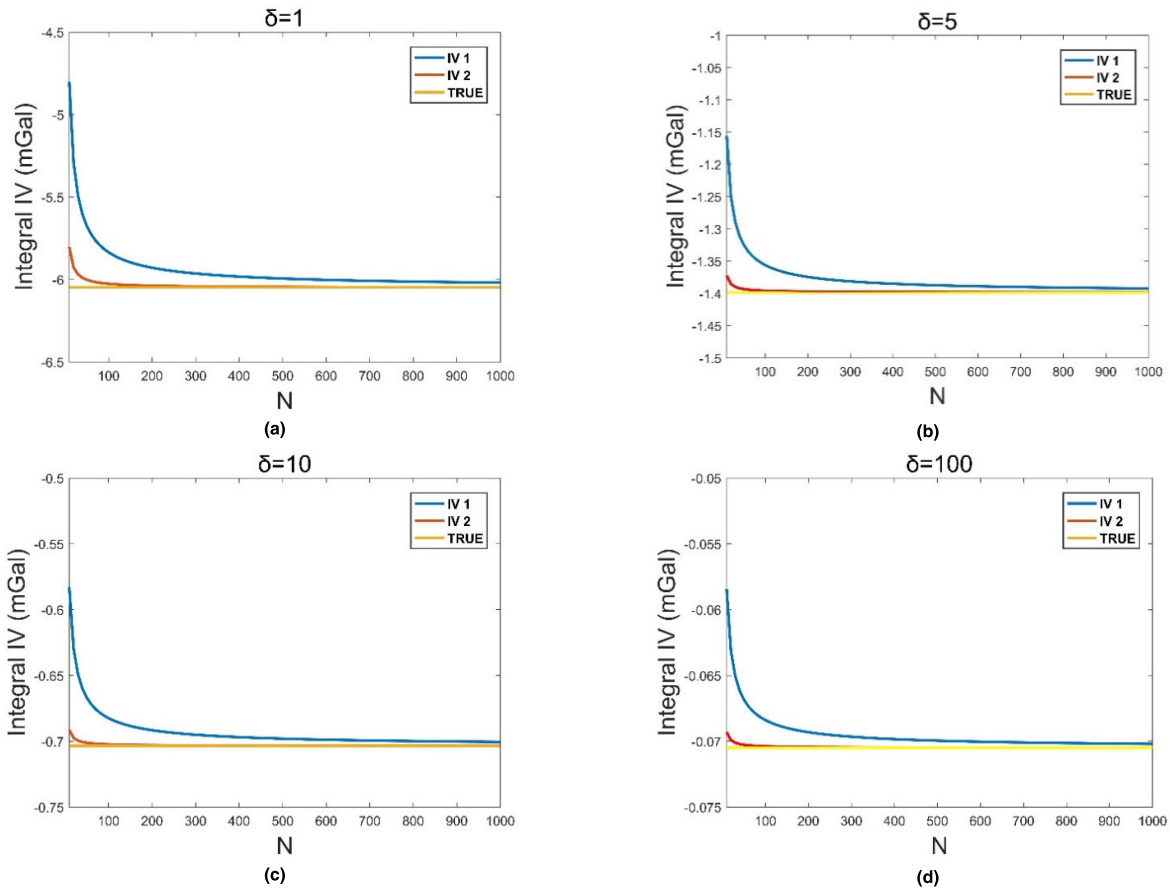 δ=1
Integral IV (mGal)
-4.5
-5
-5.5
-6
-6.5
IV 1
IV 2
TRUE
100 200 300 400 500 600 700 800 900 1000
N
(a)
δ=5
Integral IV (mGal)
-1
-1.05
-1.1
-1.15
-1.2
-1.25
-1.3
-1.35
-1.4
-1.45
-1.5
IV 1
IV 2
TRUE
100 200 300 400 500 600 700 800 900 1000
N
(b)
δ=10
Integral IV (mGal)
-0.5
-0.55
-0.6
-0.65
-0.7
-0.75
IV 1
IV 2
TRUE
100 200 300 400 500 600 700 800 900 1000
N
(c)
δ=100
Integral IV (mGal)
-0.05
-0.055
-0.06
-0.065
-0.07
-0.075
IV 1
IV 2
TRUE
100 200 300 400 500 600 700 800 900 1000
N
(d)